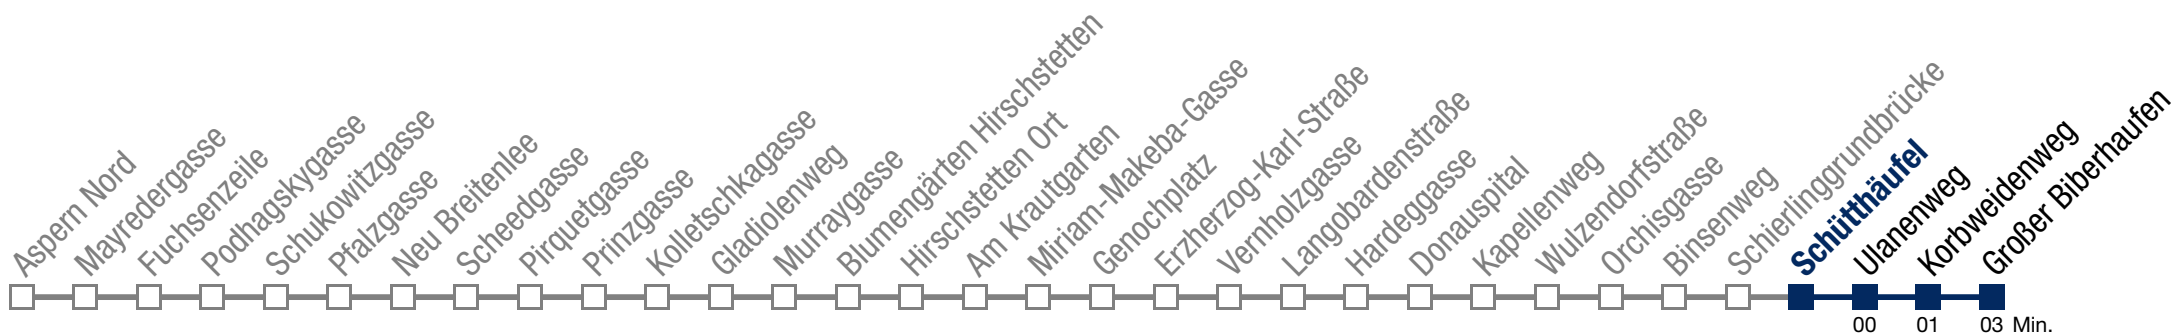 Aspern Nord
Mayredergasse
Fuchsenzeile
Podhagskygasse
Schukowitzgasse
Pfalzgasse
Neu Breitenlee
Scheedgasse
Pirquetgasse
Prinzgasse
Kolletschkagasse
Gladiolenweg
Murraygasse
Blumengärten Hirschstetten
Hirschstetten Ort
Am Krautgarten
Miriam-Makeba-Gasse
Genochplatz
Erzherzog-Karl-Straße
Vernholzgasse
Langobardenstraße
Hardeggasse
Donauspital
Kapellenweg
Wulzendorfstraße
Orchisgasse
Binsenweg
Schierlinggrundbrücke
Schütthäufel
Ulanenweg
Korbweidenweg
Großer Biberhaufen
00 01 03 Min.